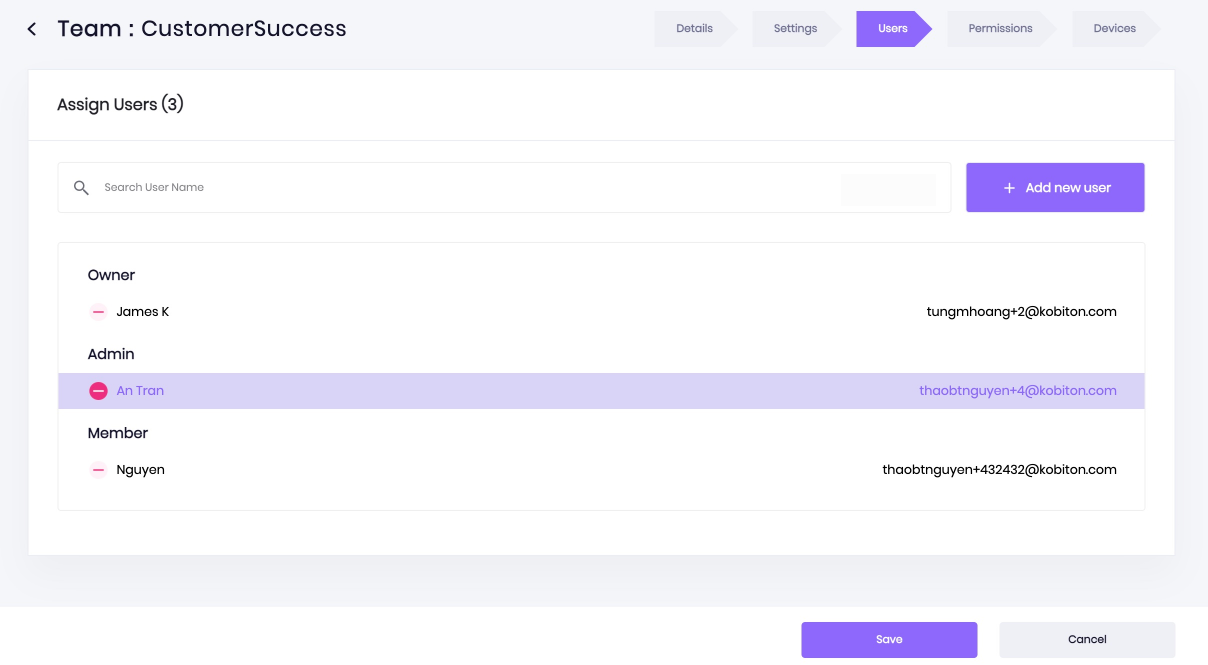 Team : CustomerSuccess
Details
Settings
Users
Permissions
Devices
Assign Users (3)
Search User Name
+ Add new user
Owner
James K tungmhoang+2@kobiton.com
Admin
An Tran thaobtnguyen+4@kobiton.com
Member
Nguyen thaobtnguyen+432432@kobiton.com
Save
Cancel